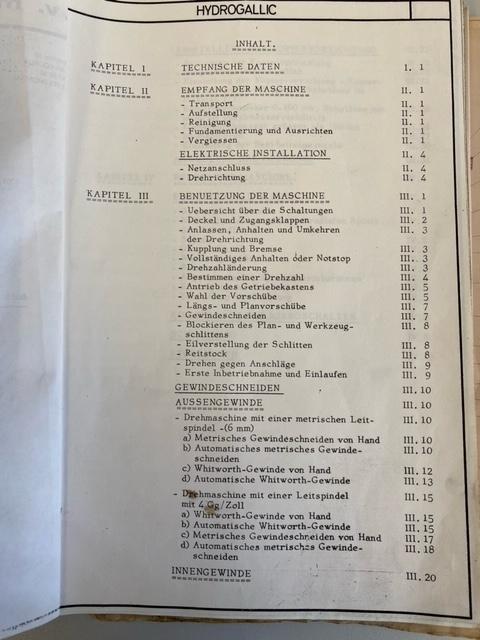 HYDROGALLIC
INHALT.
KAPITEL I TECHNISCHE DATEN I. 1
KAPITEL II EMPFANG DER MASCHINE II. 1
- Transport II. 1
- Aufstellung II. 1
- Reinigung II. 1
- Fundamentierung und Ausrichten II. 1
- Vergiessen II. 1
ELEKTRISCHE INSTALLATION II. 4
- Netzanschluss II. 4
- Drehrichtung II. 4
KAPITEL III BENUETZUNG DER MASCHINE III. 1
- Uebersicht über die Schaltungen III. 1
- Deckel und Zugangsklappen III. 2
- Anlassen, Anhalten und Umkehren III. 3
der Drehrichtung
- Kupplung und Bremse III. 3
- Vollständiges Anhalten oder Notstop III. 3
- Drehzahländerung III. 3
- Bestimmen einer Drehzahl III. 4
- Antrieb des Getriebekastens III. 5
- Wahl der Vorschübe III. 5
- Längs- und Planvorschübe III. 7
- Gewindeschneiden III. 7
- Blockieren des Plan- und Werkzeug- III. 8
schlittens
- Eilverstellung der Schlitten III. 8
- Reitstock III. 8
- Drehen gegen Anschläge III. 9
- Erste Inbetriebnahme und Einlaufen III. 9
GEWINDESCHNEIDEN III. 10
AUSSENGEWINDE III. 10
- Drehmaschine mit einer metrischen Leit-
spindel -(6 mm)
a) Metrisches Gewindeschneiden von Hand III. 10
b) Automatisches metrisches Gewinde- III. 10
schneiden
c) Whitworth-Gewinde von Hand III. 12
d) Automatische Whitworth-Gewinde III. 13
- Drehmaschine mit einer Leitspindel III. 15
mit 4 Gg/Zoll
a) Whitworth-Gewinde von Hand III. 15
b) Automatische Whitworth-Gewinde III. 15
c) Metrisches Gewindeschneiden von Hand III. 17
d) Automatisches metrisches Gewinde- III. 18
schneiden
INNENGEWINDE III. 20